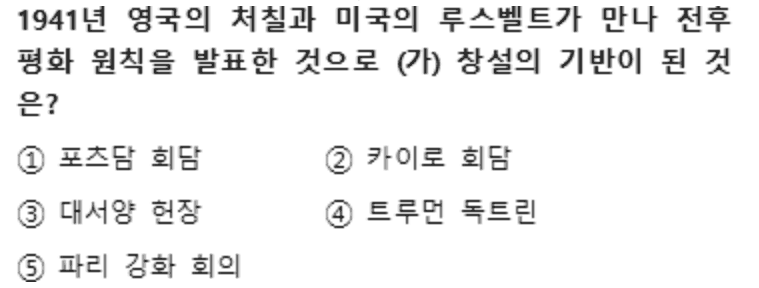 1941년 영국의 처칠과 미국의 루스벨트가 만나 전후
평화 원칙을 발표한 것으로 (가) 창설의 기반이 된 것
은?
① 포츠담 회담 ② 카이로 회담
③ 대서양 헌장 ④ 트루먼 독트린
⑤ 파리 강화 회의